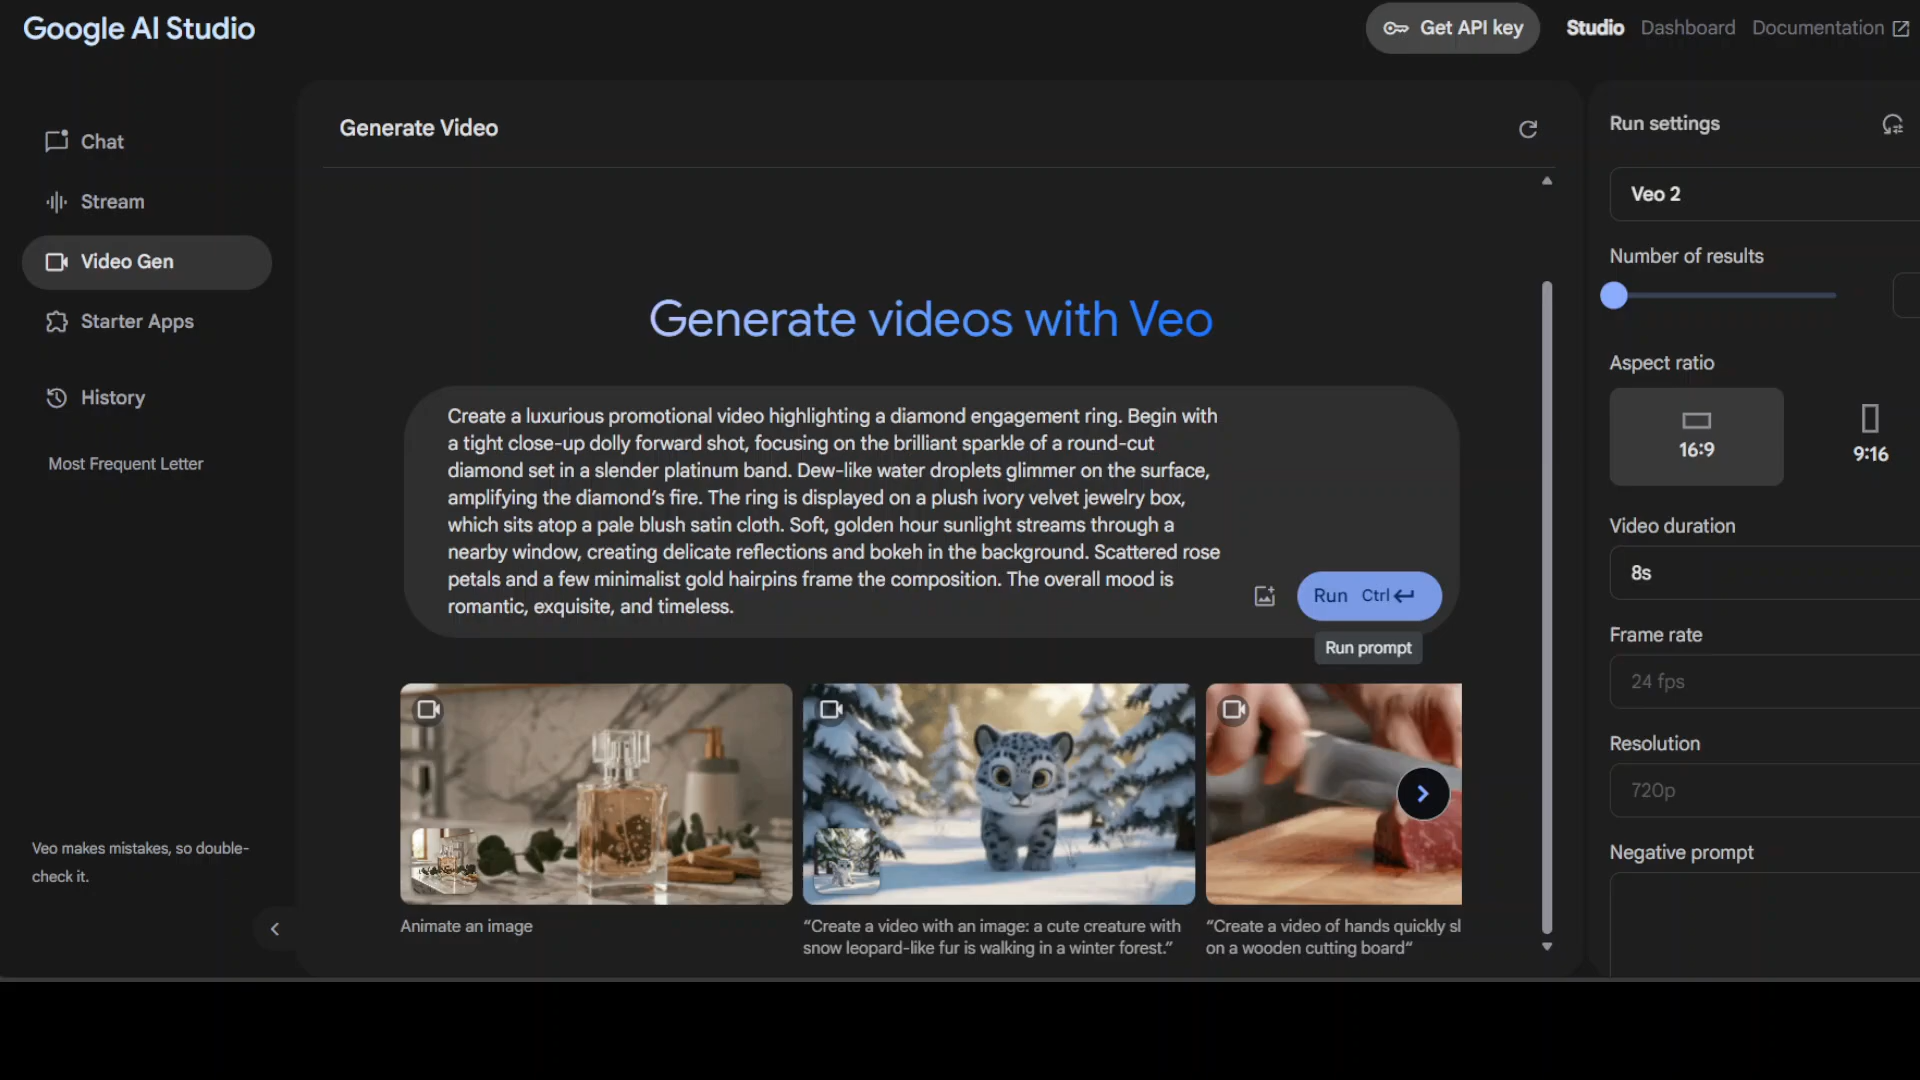 Google AI Studio
Get API key
Studio
Dashboard
Documentation
Chat
Stream
Video Gen
Starter Apps
History
Most Frequent Letter
Veo makes mistakes, so double-
check it.
Generate Video
Generate videos with Veo
Create a luxurious promotional video highlighting a diamond engagement ring. Begin with
a tight close-up dolly forward shot, focusing on the brilliant sparkle of a round-cut
diamond set in a slender platinum band. Dew-like water droplets glimmer on the surface,
amplifying the diamond’s fire. The ring is displayed on a plush ivory velvet jewelry box,
which sits atop a pale blush satin cloth. Soft, golden hour sunlight streams through a
nearby window, creating delicate reflections and bokeh in the background. Scattered rose
petals and a few minimalist gold hairpins frame the composition. The overall mood is
romantic, exquisite, and timeless.
Run Ctrl
Run prompt
Animate an image
“Create a video with an image: a cute creature with
snow leopard-like fur is walking in a winter forest.”
“Create a video of hands quickly sl
on a wooden cutting board“
Run settings
Veo 2
Number of results
Aspect ratio
16:9
9:16
Video duration
8s
Frame rate
24 fps
Resolution
720p
Negative prompt